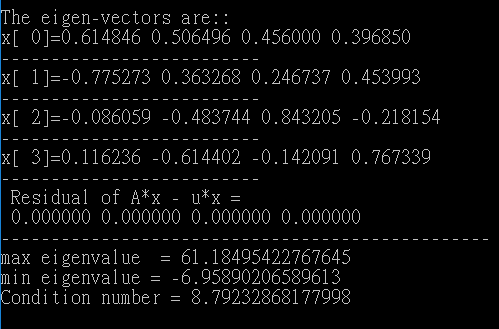 The eigen-vectors are::
x[ 0]=0.614846 0.506496 0.456000 0.396850
---------------------------
x[ 1]=-0.775273 0.363268 0.246737 0.453993
---------------------------
x[ 2]=-0.086059 -0.483744 0.843205 -0.218154
---------------------------
x[ 3]=0.116236 -0.614402 -0.142091 0.767339
---------------------------
Residual of A*x - u*x =
0.000000 0.000000 0.000000 0.000000
---------------------------------------------------
max eigenvalue  = 61.18495422767645
min eigenvalue = -6.95890206589613
Condition number = 8.79232868177998